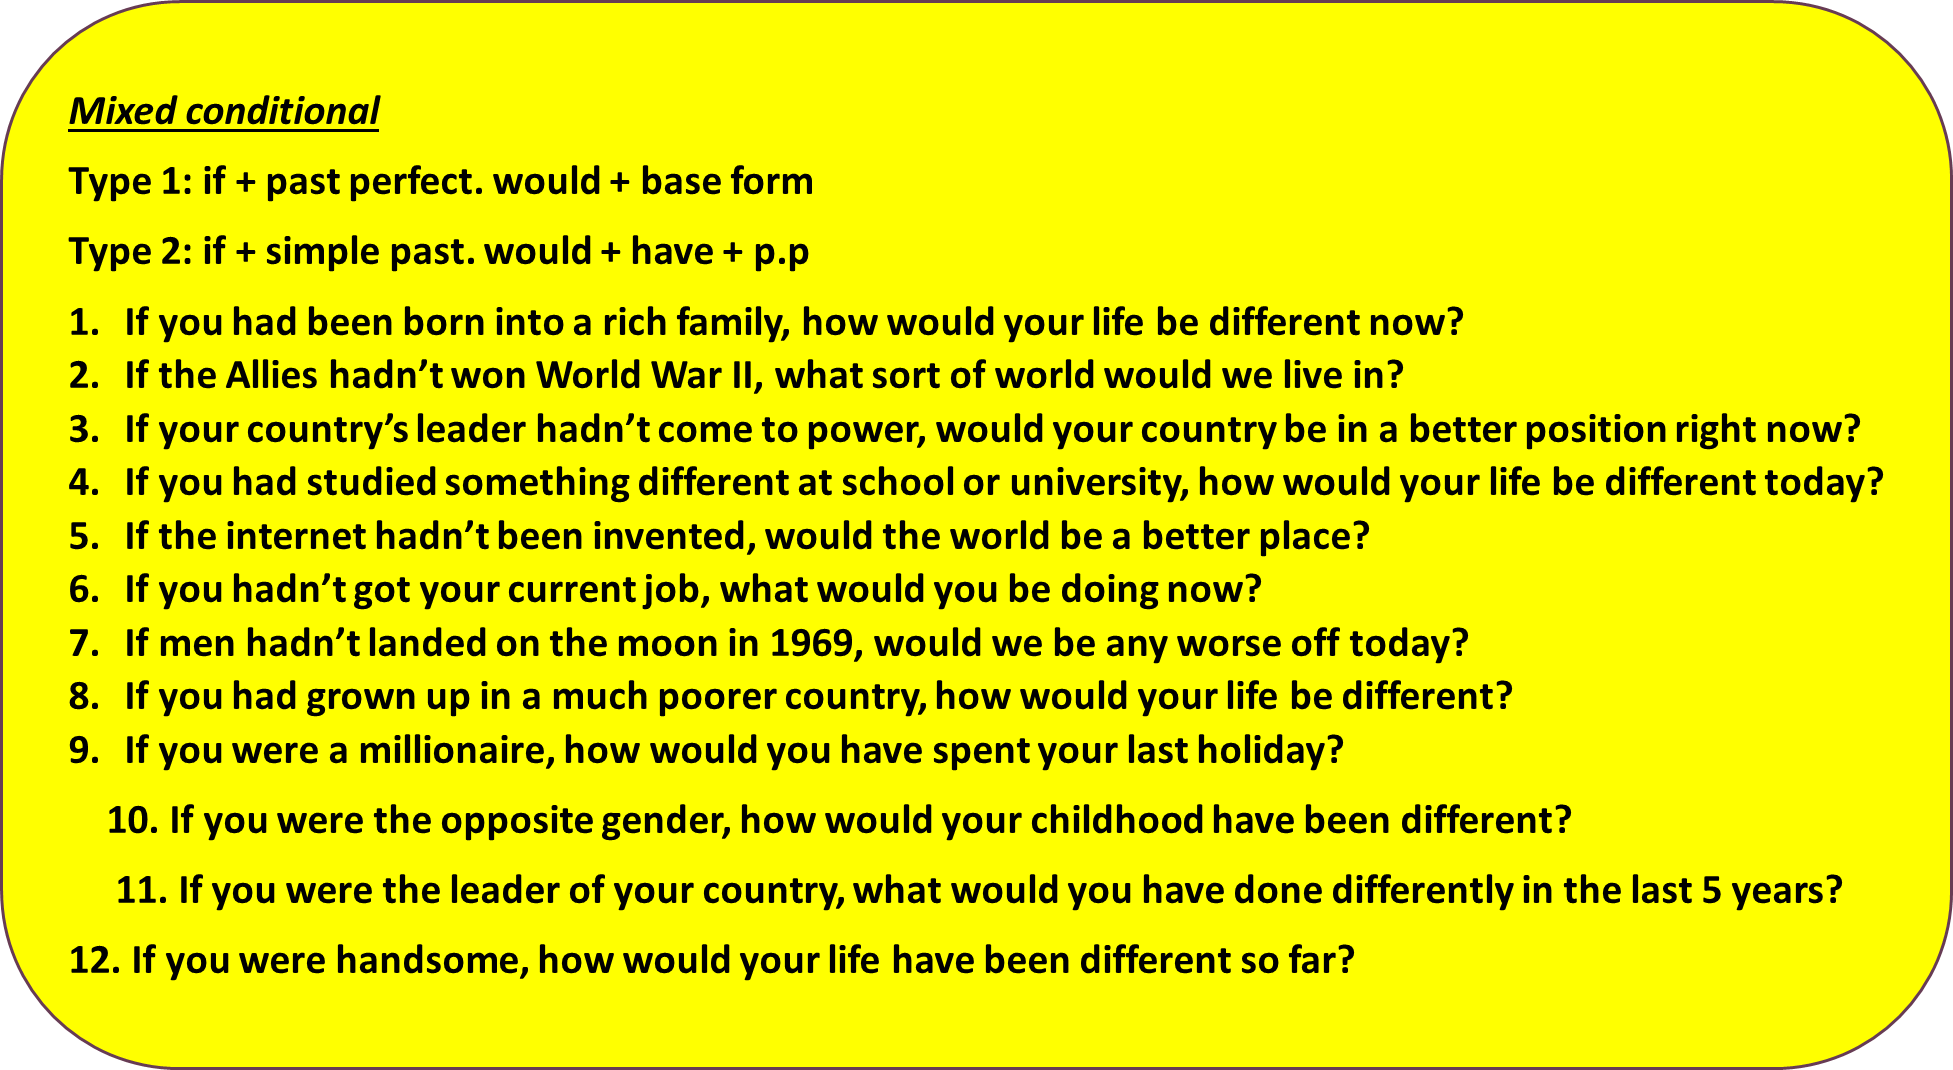 Mixed conditional
Type 1: if + past perfect. would + base form
Type 2: if + simple past. would + have + p.p
1. If you had been born into a rich family, how would your life be different now?
2. If the Allies hadn’t won World War II, what sort of world would we live in?
3. If your country’s leader hadn’t come to power, would your country be in a better position right now?
4. If you had studied something different at school or university, how would your life be different today?
5. If the internet hadn’t been invented, would the world be a better place?
6. If you hadn’t got your current job, what would you be doing now?
7. If men hadn’t landed on the moon in 1969, would we be any worse off today?
8. If you had grown up in a much poorer country, how would your life be different?
9. If you were a millionaire, how would you have spent your last holiday?
10. If you were the opposite gender, how would your childhood have been different?
11. If you were the leader of your country, what would you have done differently in the last 5 years?
12. If you were handsome, how would your life have been different so far?